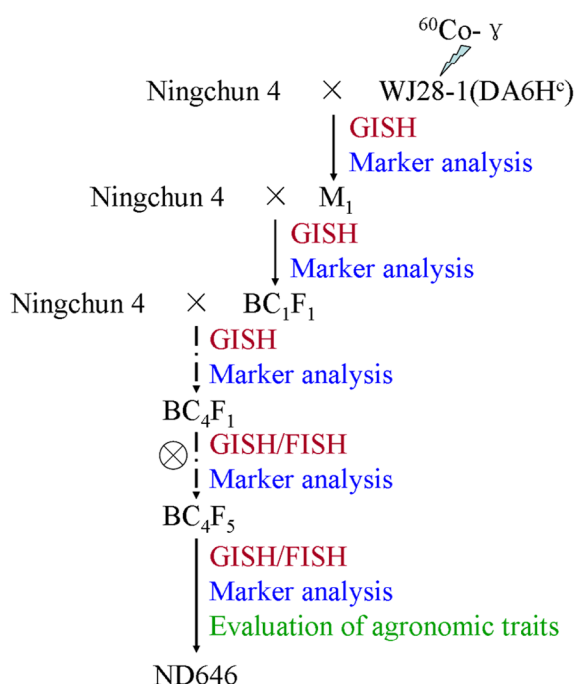 ⁶⁰Co- γ
Ningchun 4 × WJ28-1(DA6Hᶜ)
GISH
Marker analysis
Ningchun 4 × M₁
GISH
Marker analysis
Ningchun 4 × BC₁F₁
GISH
Marker analysis
BC₄F₁
GISH/FISH
Marker analysis
BC₄F₅
GISH/FISH
Marker analysis
Evaluation of agronomic traits
ND646